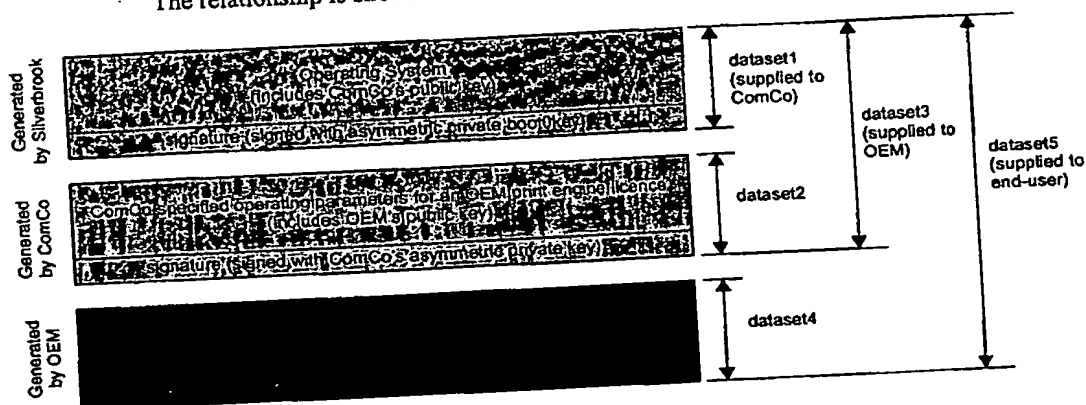 The relationship is
Generated
by Silverbrook
Operating System
(includes ComCo's public key)
signature (signed with asymmetric private boot0key)
dataset1
(supplied to
ComCo)
Generated
by ComCo
ComCo's specified operating parameters for an OEM print engine licence
(includes OEM's public key)
signature (signed with ComCo's asymmetric private key)
dataset2
dataset3
(supplied to
OEM)
Generated
by OEM
dataset4
dataset5
(supplied to
end-user)